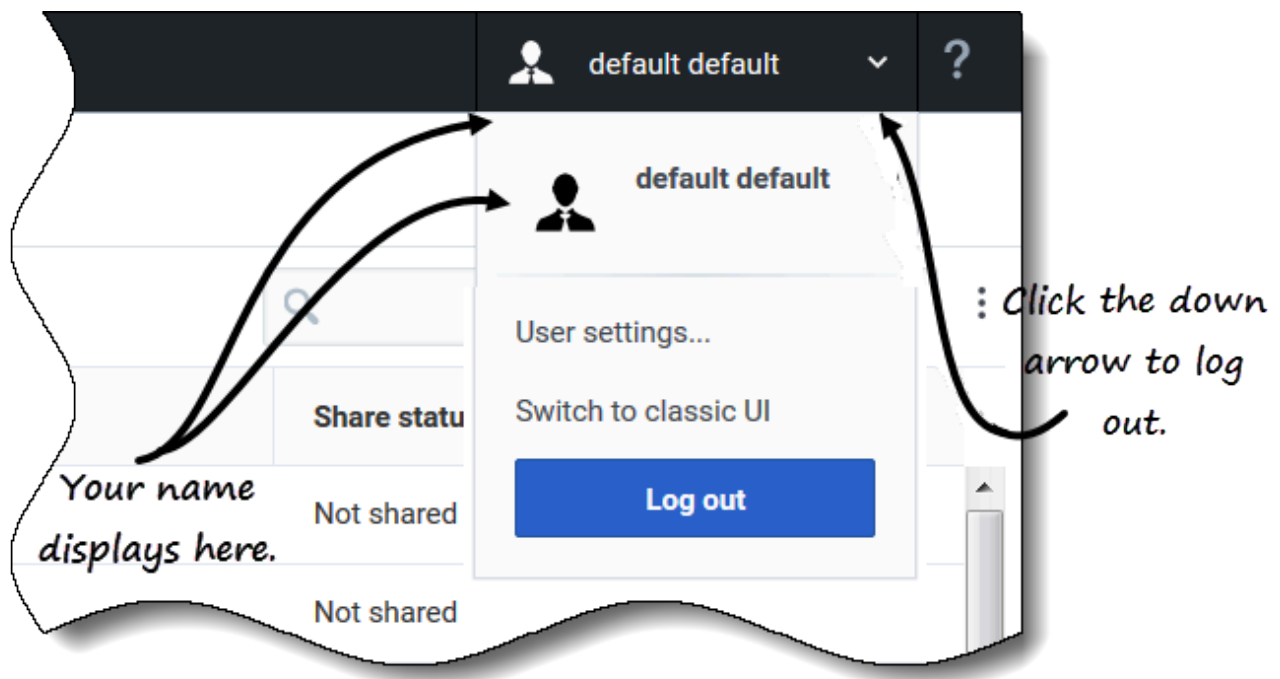 default default
?
default default
User settings...
Switch to classic UI
Log out
Share statu
Not shared
Not shared
Your name
displays here.
Click the down
arrow to log
out.